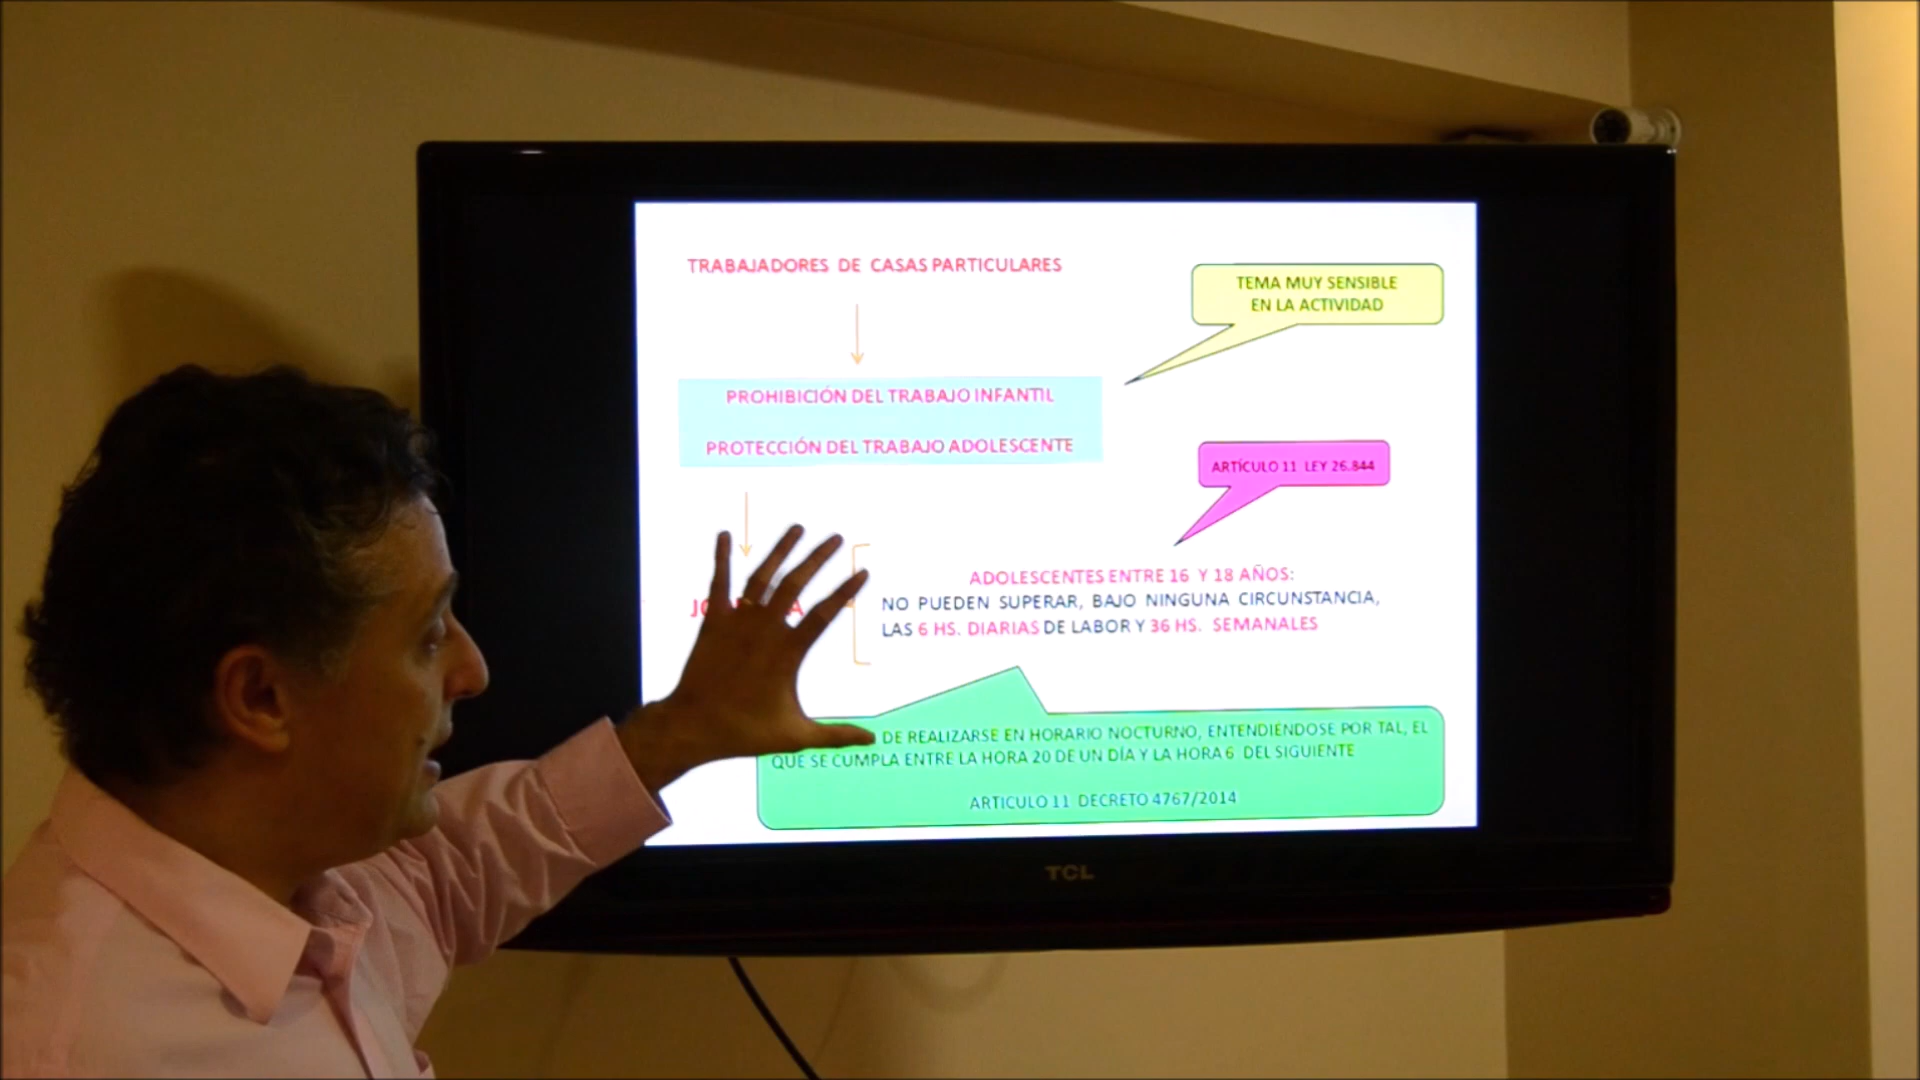 TRABAJADORES DE CASAS PARTICULARES
TEMA MUY SENSIBLE
EN LA ACTIVIDAD
PROHIBICIÓN DEL TRABAJO INFANTIL
PROTECCIÓN DEL TRABAJO ADOLESCENTE
ARTÍCULO 11 LEY 26.844
ADOLESCENTES ENTRE 16 Y 18 AÑOS:
NO PUEDEN SUPERAR, BAJO NINGUNA CIRCUNSTANCIA,
LAS 6 HS. DIARIAS DE LABOR Y 36 HS. SEMANALES
DE REALIZARSE EN HORARIO NOCTURNO, ENTENDIÉNDOSE POR TAL, EL
QUE SE CUMPLA ENTRE LA HORA 20 DE UN DÍA Y LA HORA 6 DEL SIGUIENTE
ARTICULO 11 DECRETO 4767/2014
TCL